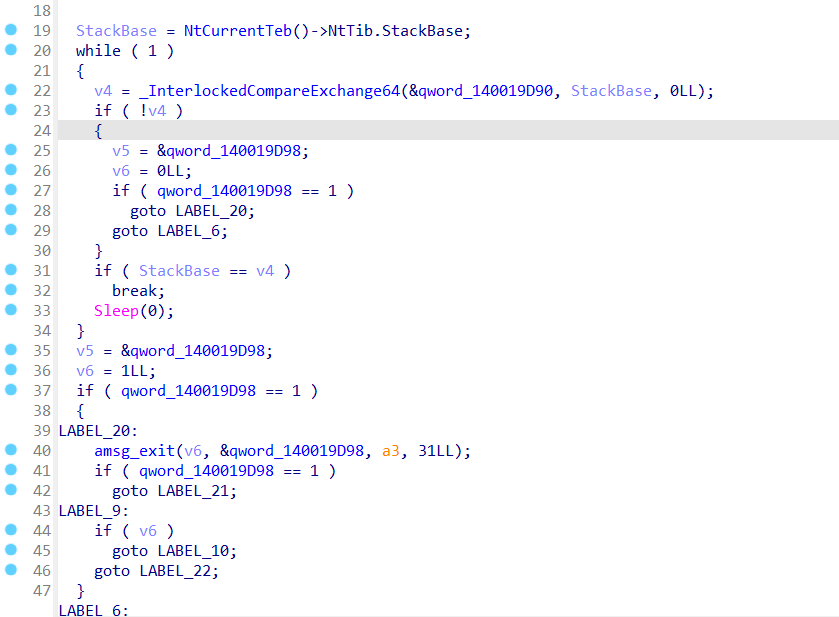 18
19 StackBase = NtCurrentTeb()->NtTib.StackBase;
20 while ( 1 )
21 {
22 v4 = _InterlockedCompareExchange64(&qword_140019D90, StackBase, 0LL);
23 if ( !v4 )
24 {
25 v5 = &qword_140019D98;
26 v6 = 0LL;
27 if ( qword_140019D98 == 1 )
28 goto LABEL_20;
29 goto LABEL_6;
30 }
31 if ( StackBase == v4 )
32 break;
33 Sleep(0);
34 }
35 v5 = &qword_140019D98;
36 v6 = 1LL;
37 if ( qword_140019D98 == 1 )
38 {
39 LABEL_20:
40 amsg_exit(v6, &qword_140019D98, a3, 31LL);
41 if ( qword_140019D98 == 1 )
42 goto LABEL_21;
43 LABEL_9:
44 if ( v6 )
45 goto LABEL_10;
46 goto LABEL_22;
47 }
LABEL_6: